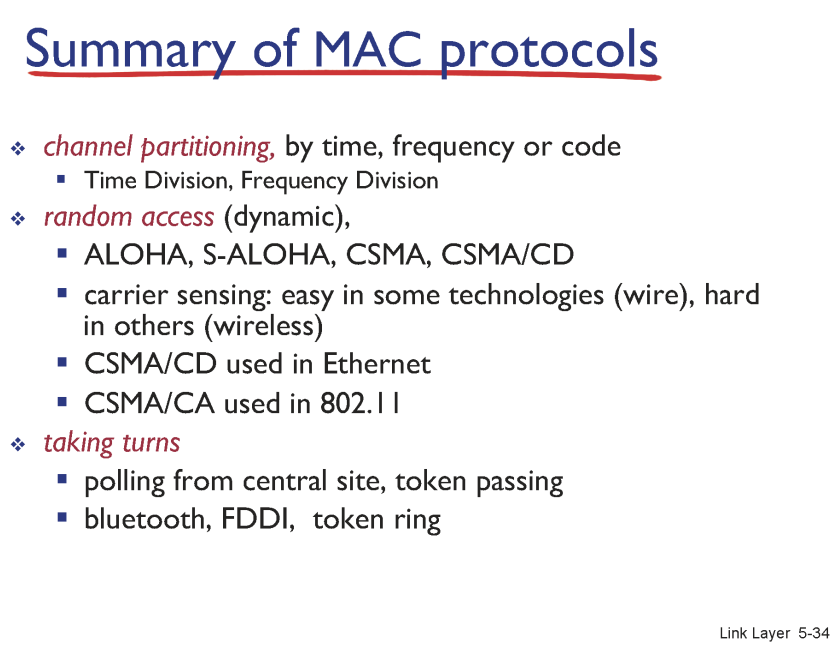 Summary of MAC protocols
channel partitioning, by time, frequency or code
Time Division, Frequency Division
random access (dynamic),
ALOHA, S-ALOHA, CSMA, CSMA/CD
carrier sensing: easy in some technologies (wire), hard
in others (wireless)
CSMA/CD used in Ethernet
CSMA/CA used in 802.11
taking turns
polling from central site, token passing
bluetooth, FDDI, token ring
Link Layer 5-34